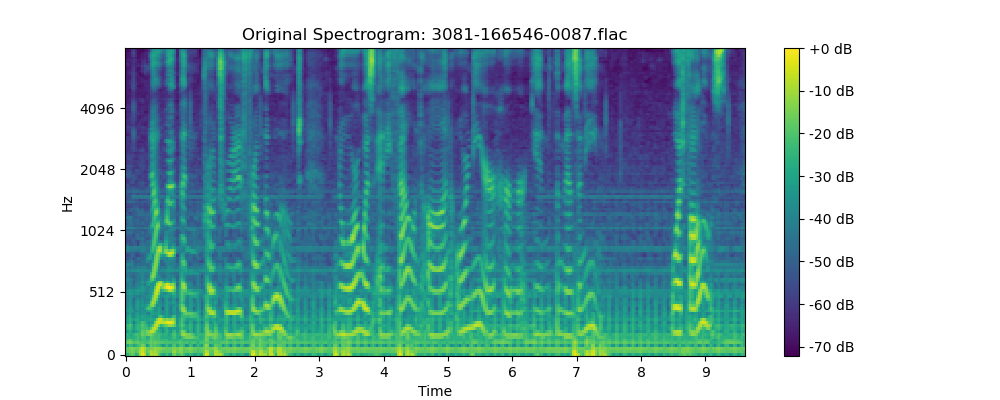 Original Spectrogram: 3081-166546-0087.flac
Hz
4096
2048
1024
512
0
0 1 2 3 4 5 6 7 8 9
Time
+0 dB
-10 dB
-20 dB
-30 dB
-40 dB
-50 dB
-60 dB
-70 dB